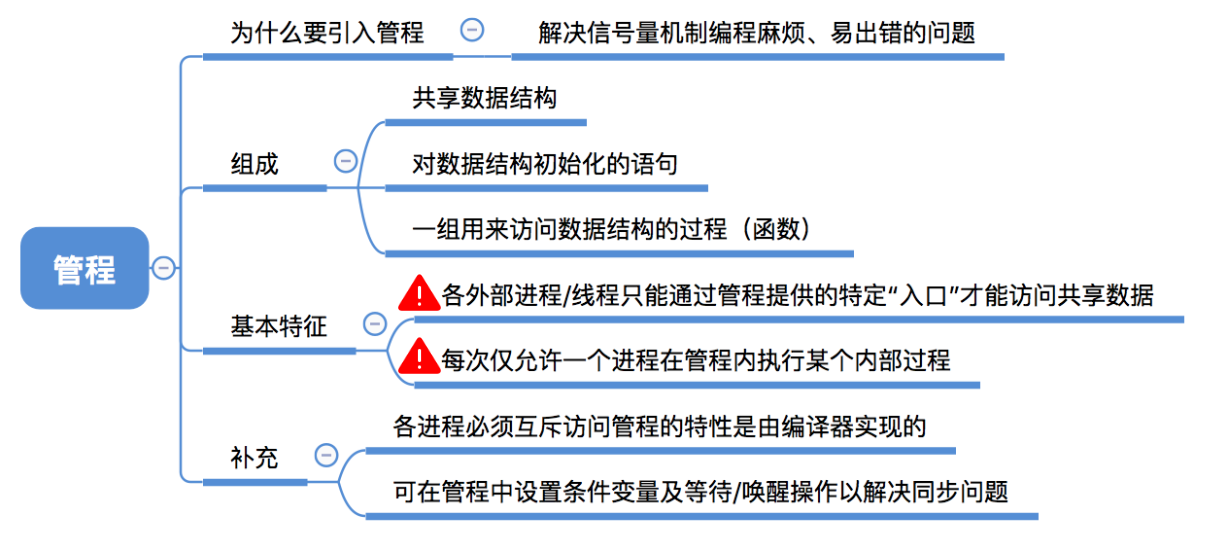 管程
为什么要引入管程
解决信号量机制编程麻烦、易出错的问题
组成
共享数据结构
对数据结构初始化的语句
一组用来访问数据结构的过程（函数）
基本特征
各外部进程/线程只能通过管程提供的特定“入口”才能访问共享数据
每次仅允许一个进程在管程内执行某个内部过程
补充
各进程必须互斥访问管程的特性是由编译器实现的
可在管程中设置条件变量及等待/唤醒操作以解决同步问题